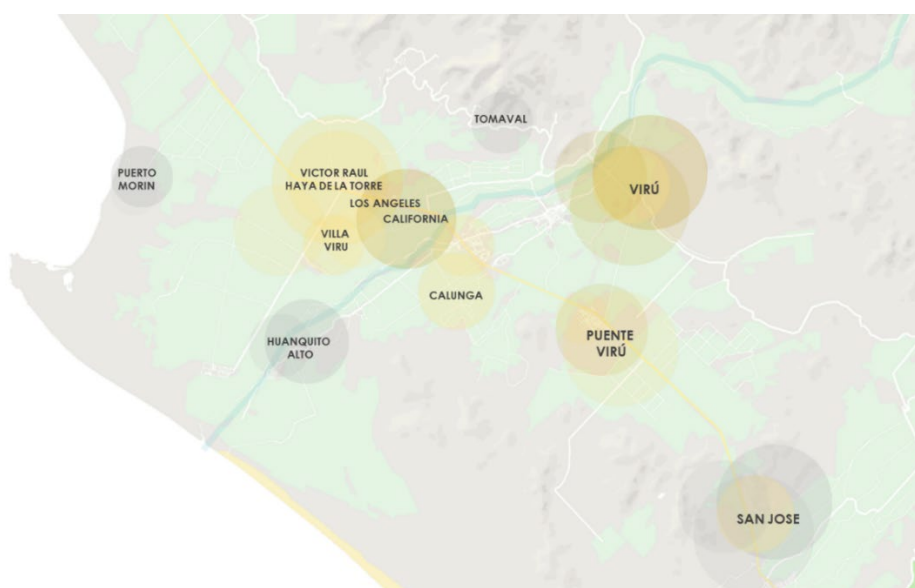 TOMAVAL
PUERTO
MORIN
VICTOR RAUL
HAYA DE LA TORRE
VIRÚ
LOS ANGELES
CALIFORNIA
VILLA
VIRU
CALUNGA
HUANQUITO
ALTO
PUENTE
VIRÚ
SAN JOSE